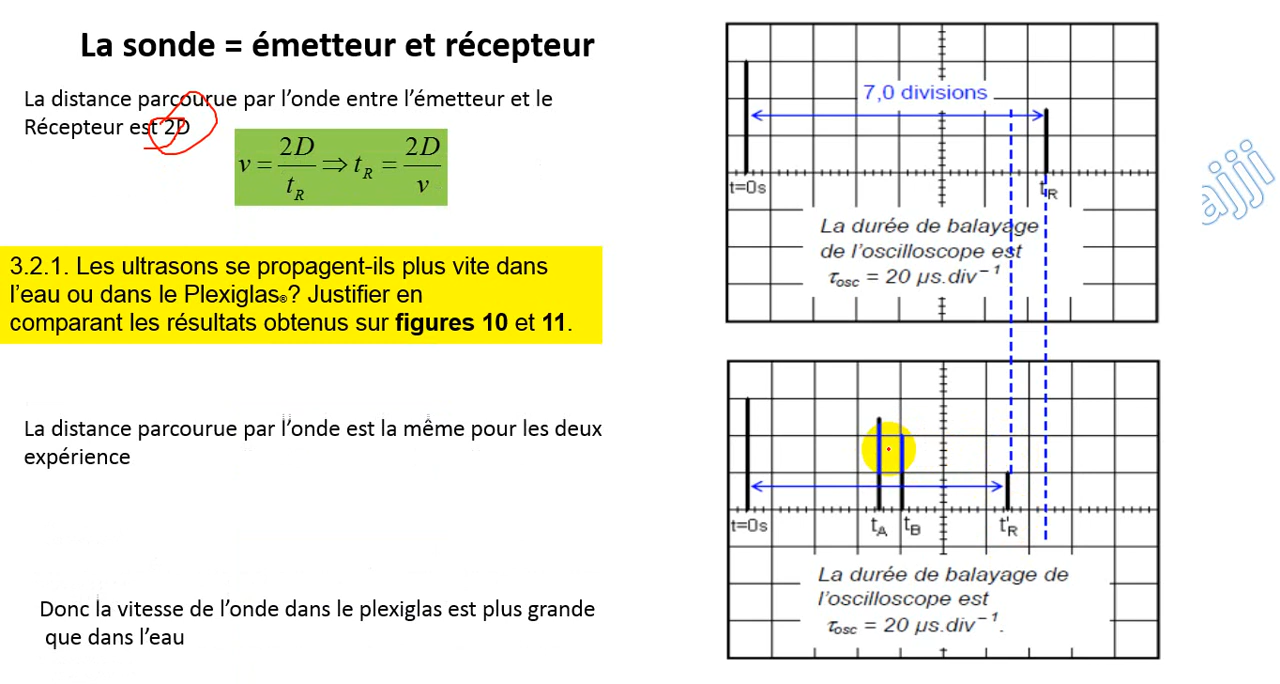 La sonde = émetteur et récepteur
La distance parcourue par l’onde entre l’émetteur et le
Récepteur est 2D
v = 2D / t_R ⇒ t_R = 2D / v
3.2.1. Les ultrasons se propagent-ils plus vite dans
l’eau ou dans le Plexiglas®? Justifier en
comparant les résultats obtenus sur figures 10 et 11.
La distance parcourue par l’onde est la même pour les deux
expérience
Donc la vitesse de l’onde dans le plexiglas est plus grande
que dans l’eau
7,0 divisions
t=0s
t_R
La durée de balayage
de l’oscilloscope est
τosc = 20 µs.div⁻¹
t=0s
t_A
t_B
t'_R
La durée de balayage de
l’oscilloscope est
τosc = 20 µs.div⁻¹.